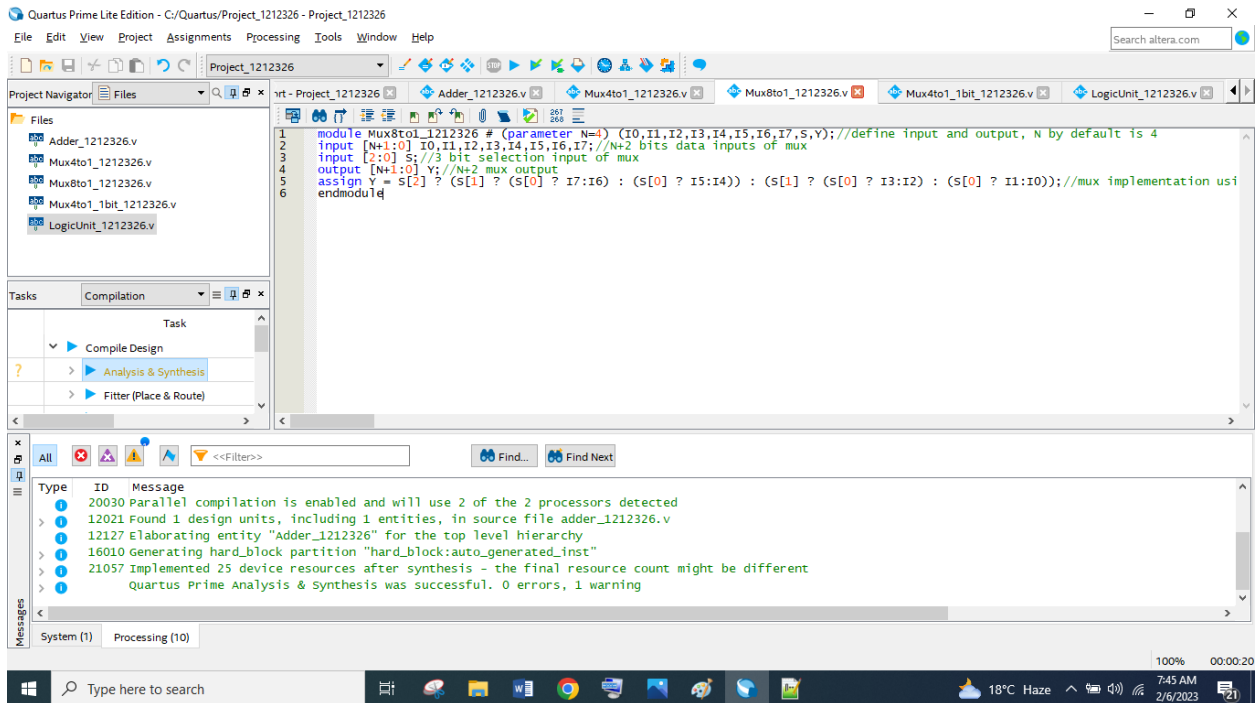 Quartus Prime Lite Edition - C:/Quartus/Project_1212326 - Project_1212326
File Edit View Project Assignments Processing Tools Window Help
Search altera.com
Project_1212326
Project Navigator Files
Files
Adder_1212326.v
Mux4to1_1212326.v
Mux8to1_1212326.v
Mux4to1_1bit_1212326.v
LogicUnit_1212326.v
Tasks Compilation
Task
Compile Design
? Analysis & Synthesis
Fitter (Place & Route)
ort - Project_1212326 Adder_1212326.v Mux4to1_1212326.v Mux8to1_1212326.v Mux4to1_1bit_1212326.v LogicUnit_1212326.v
267
268
1 module Mux8to1_1212326 # (parameter N=4) (I0,I1,I2,I3,I4,I5,I6,I7,S,Y);//define input and output, N by default is 4
2 input [N+1:0] I0,I1,I2,I3,I4,I5,I6,I7;//N+2 bits data inputs of mux
3 input [2:0] S;//3 bit selection input of mux
4 output [N+1:0] Y;//N+2 mux output
5 assign Y = S[2] ? (S[1] ? (S[0] ? I7:I6) : (S[0] ? I5:I4)) : (S[1] ? (S[0] ? I3:I2) : (S[0] ? I1:I0));//mux implementation usi
6 endmodule
All <<Filter>> Find... Find Next
Type ID Message
20030 Parallel compilation is enabled and will use 2 of the 2 processors detected
12021 Found 1 design units, including 1 entities, in source file adder_1212326.v
12127 Elaborating entity "Adder_1212326" for the top level hierarchy
16010 Generating hard_block partition "hard_block:auto_generated_inst"
21057 Implemented 25 device resources after synthesis - the final resource count might be different
Quartus Prime Analysis & Synthesis was successful. 0 errors, 1 warning
Messages
System (1) Processing (10)
100% 00:00:20
Type here to search
18°C Haze
7:45 AM
2/6/2023
21